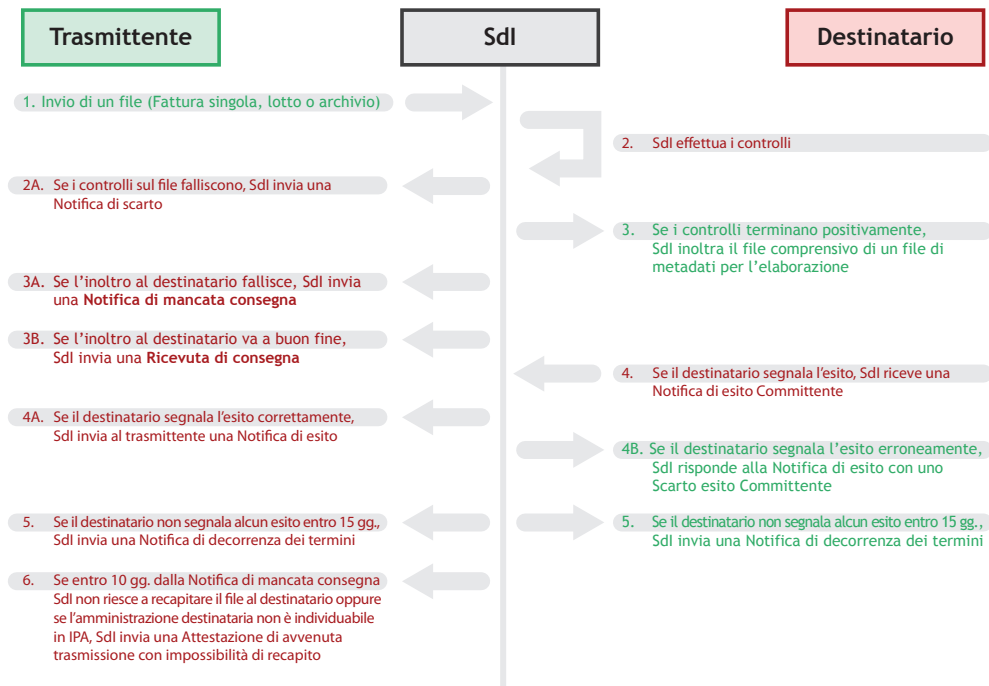 Trasmittente
SdI
Destinatario
1. Invio di un file (Fattura singola, lotto o archivio)
2. SdI effettua i controlli
2A. Se i controlli sul file falliscono, SdI invia una
Notifica di scarto
3. Se i controlli terminano positivamente,
SdI inoltra il file comprensivo di un file di
metadati per l'elaborazione
3A. Se l'inoltro al destinatario fallisce, SdI invia
una Notifica di mancata consegna
3B. Se l'inoltro al destinatario va a buon fine,
SdI invia una Ricevuta di consegna
4. Se il destinatario segnala l'esito, SdI riceve una
Notifica di esito Committente
4A. Se il destinatario segnala l'esito correttamente,
SdI invia al trasmittente una Notifica di esito
4B. Se il destinatario segnala l'esito erroneamente,
SdI risponde alla Notifica di esito con uno
Scarto esito Committente
5. Se il destinatario non segnala alcun esito entro 15 gg.,
SdI invia una Notifica di decorrenza dei termini
5. Se il destinatario non segnala alcun esito entro 15 gg.,
SdI invia una Notifica di decorrenza dei termini
6. Se entro 10 gg. dalla Notifica di mancata consegna
SdI non riesce a recapitare il file al destinatario oppure
se l'amministrazione destinataria non è individuabile
in IPA, SdI invia una Attestazione di avvenuta
trasmissione con impossibilità di recapito